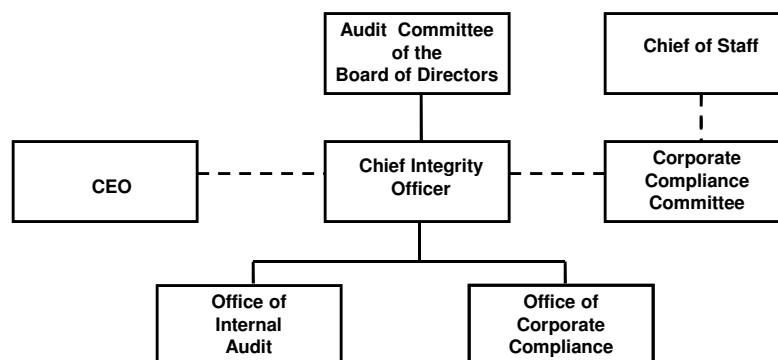 Audit Committee
of the
Board of Directors
Chief of Staff
CEO
Chief Integrity
Officer
Corporate
Compliance
Committee
Office of
Internal
Audit
Office of
Corporate
Compliance